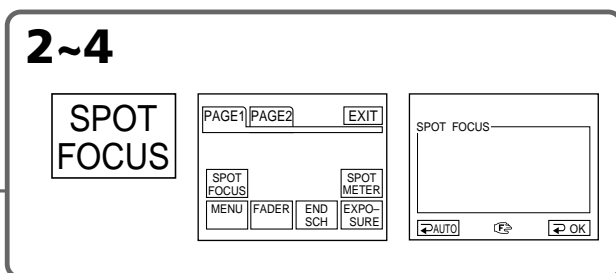 2~4
SPOT
FOCUS
PAGE1 PAGE2 EXIT
SPOT
FOCUS
SPOT
METER
MENU FADER END
SCH EXPO–
SURE
SPOT FOCUS
AUTO F OK